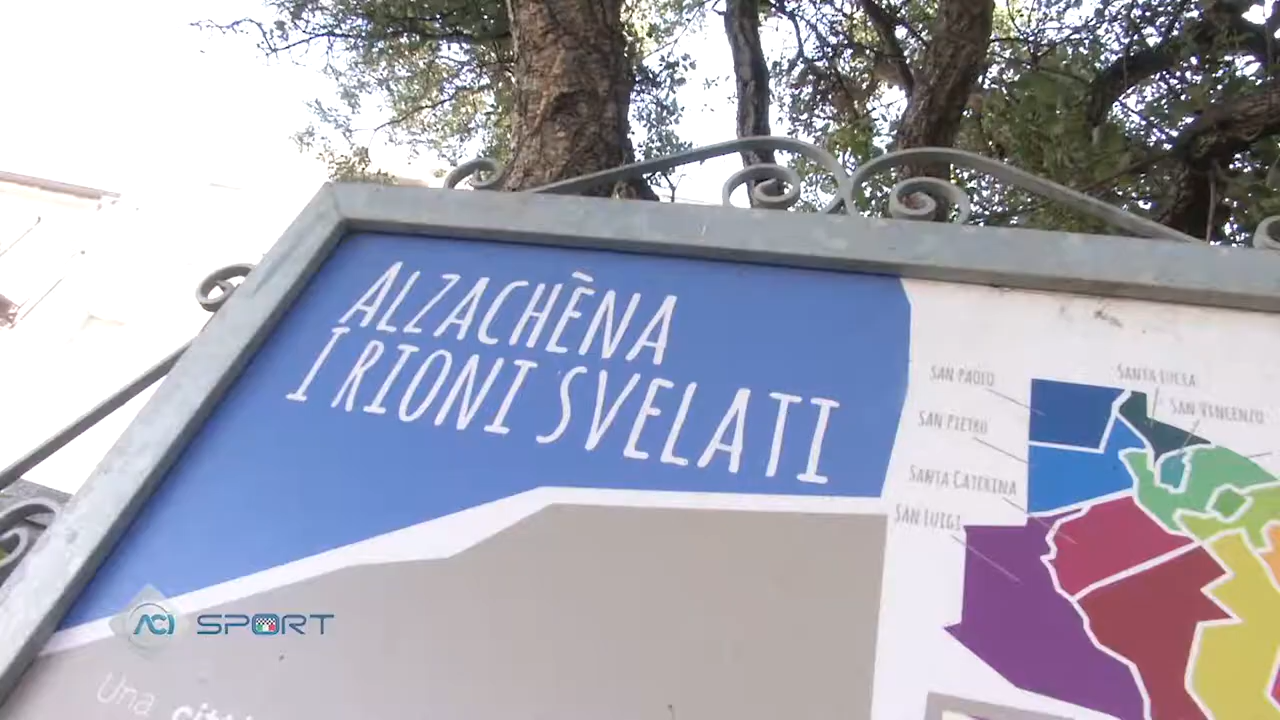 ALZACHÈNA
I RIONI SVELATI
SAN PAOLO
SANTA LUCIA
SAN VINCENZO
SAN PIETRO
SANTA CATERINA
SAN LUIGI
ACI SPORT
Una